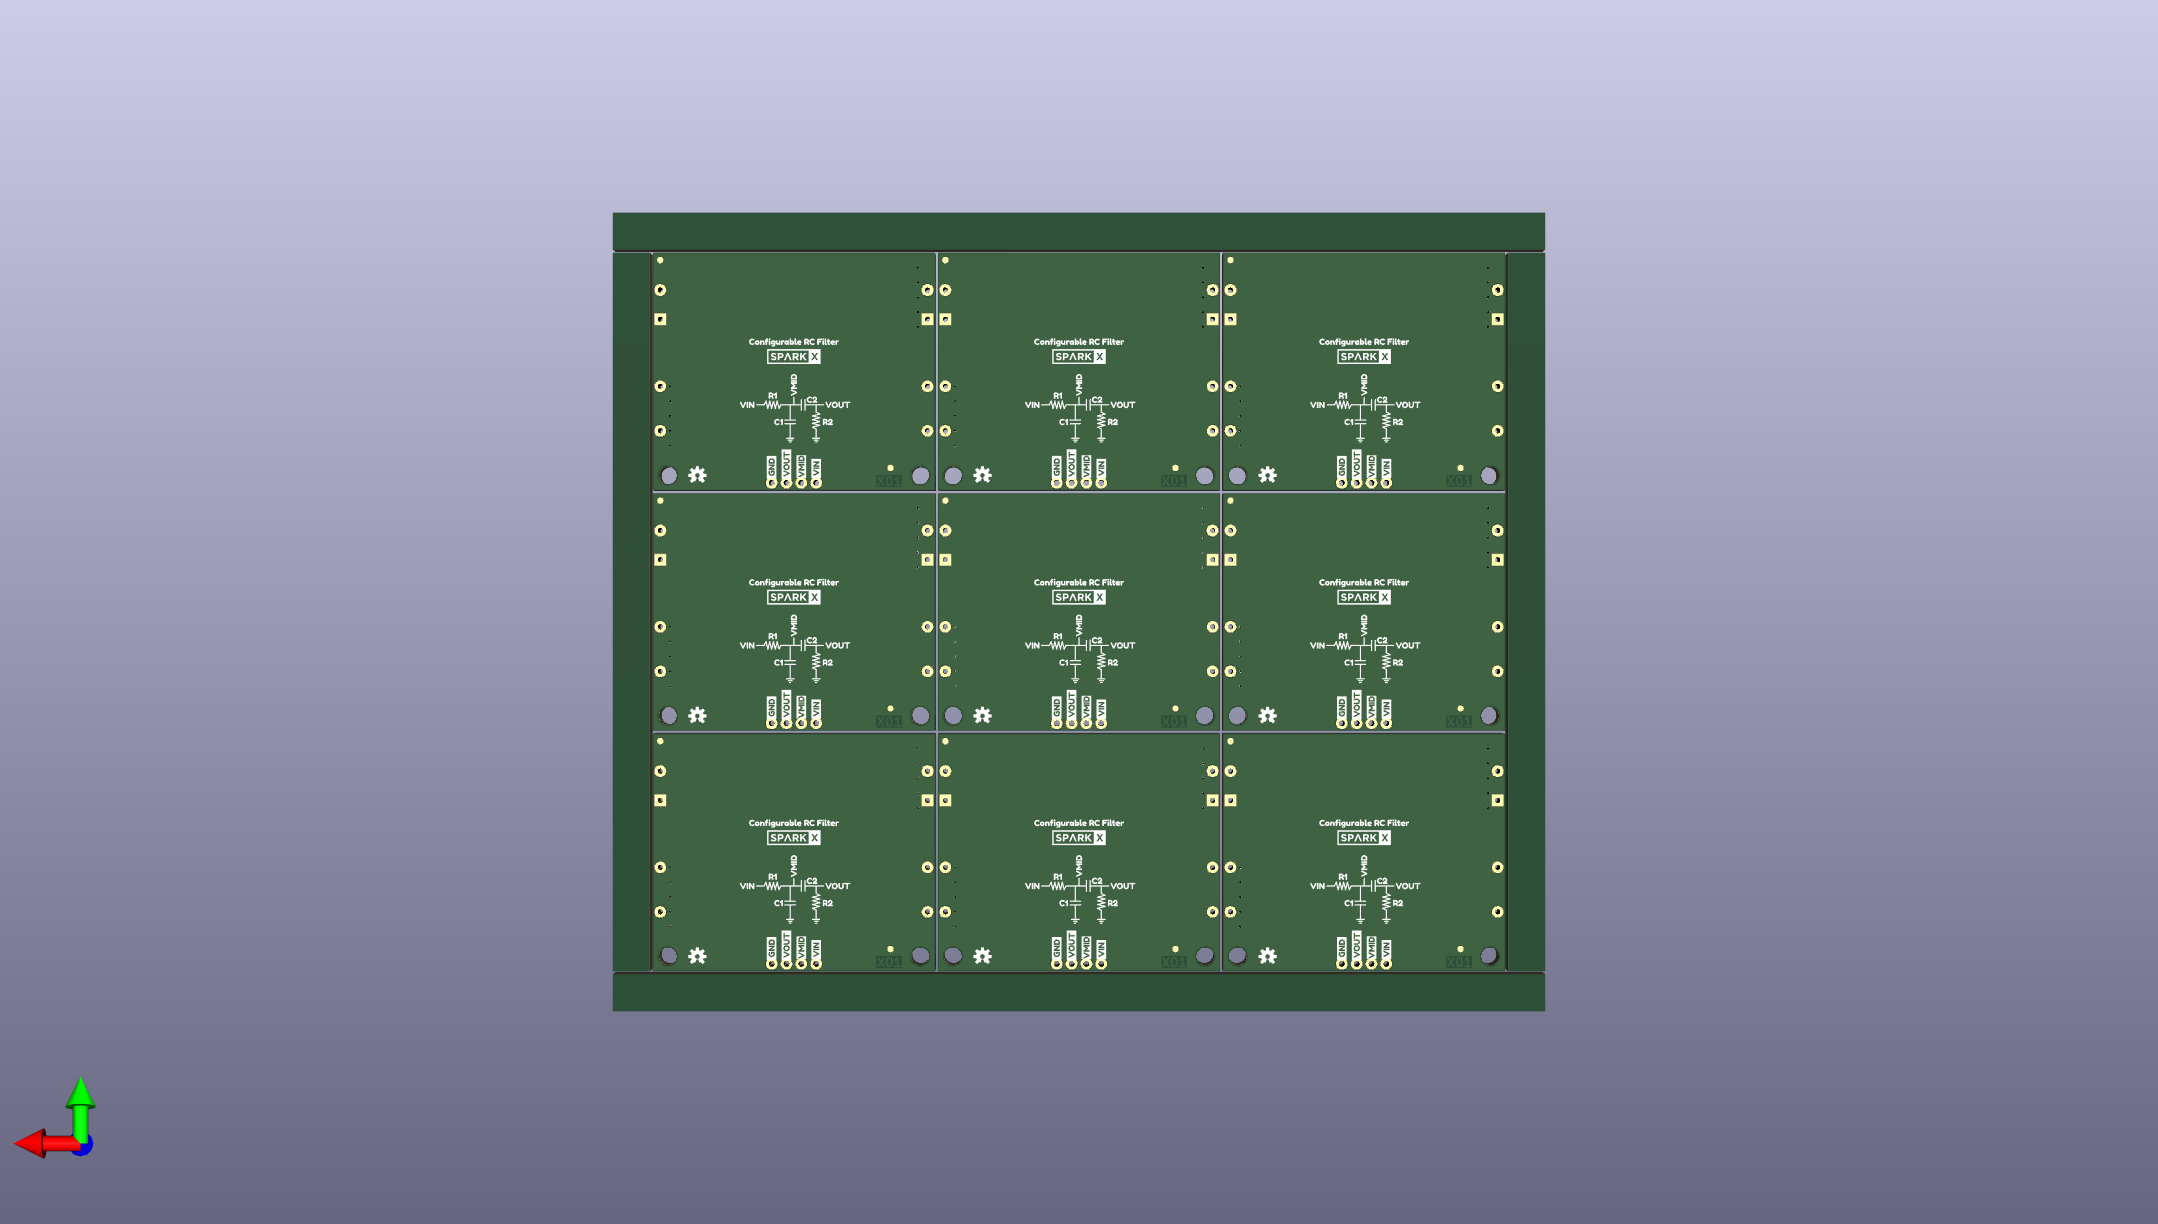 Configurable RC Filter
SPARK X
VMID
R1
C2
VIN
VOUT
C1
R2
GND
VOUT
VMID
VIN
X01
Configurable RC Filter
SPARK X
VMID
R1
C2
VIN
VOUT
C1
R2
GND
VOUT
VMID
VIN
X01
Configurable RC Filter
SPARK X
VMID
R1
C2
VIN
VOUT
C1
R2
GND
VOUT
VMID
VIN
X01
Configurable RC Filter
SPARK X
VMID
R1
C2
VIN
VOUT
C1
R2
GND
VOUT
VMID
VIN
X01
Configurable RC Filter
SPARK X
VMID
R1
C2
VIN
VOUT
C1
R2
GND
VOUT
VMID
VIN
X01
Configurable RC Filter
SPARK X
VMID
R1
C2
VIN
VOUT
C1
R2
GND
VOUT
VMID
VIN
X01
Configurable RC Filter
SPARK X
VMID
R1
C2
VIN
VOUT
C1
R2
GND
VOUT
VMID
VIN
X01
Configurable RC Filter
SPARK X
VMID
R1
C2
VIN
VOUT
C1
R2
GND
VOUT
VMID
VIN
X01
Configurable RC Filter
SPARK X
VMID
R1
C2
VIN
VOUT
C1
R2
GND
VOUT
VMID
VIN
X01